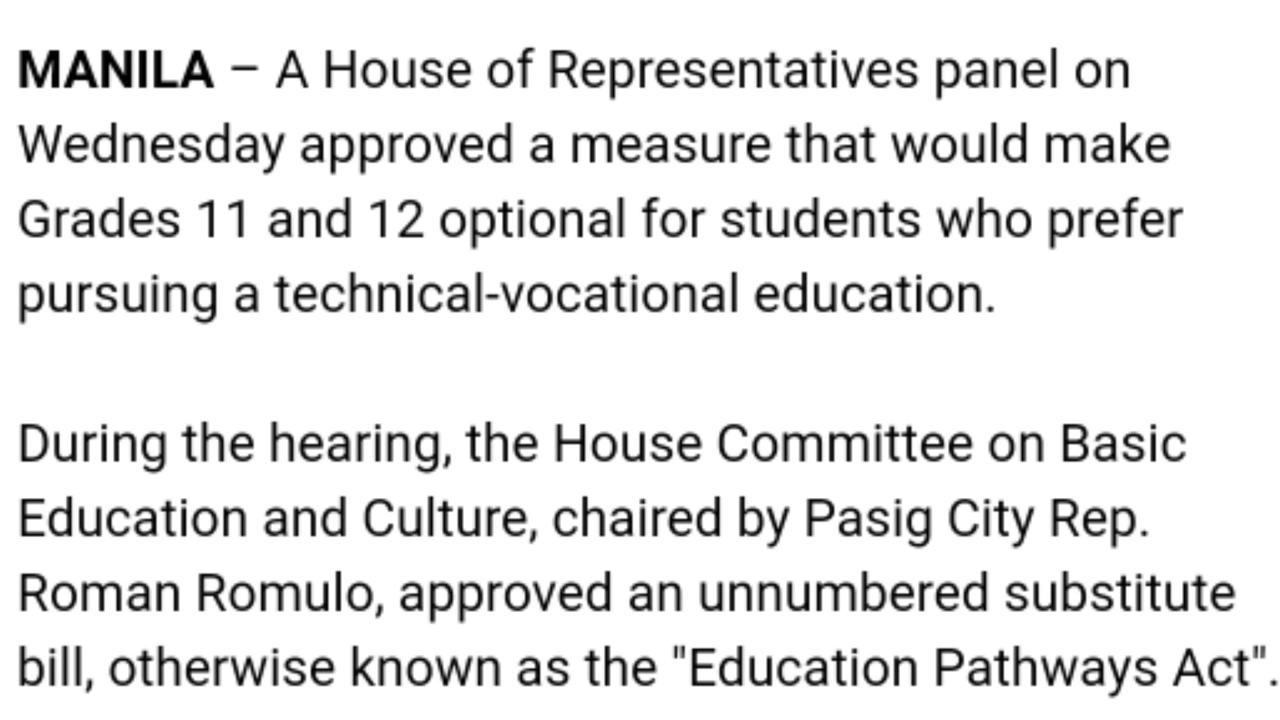 MANILA – A House of Representatives panel on
Wednesday approved a measure that would make
Grades 11 and 12 optional for students who prefer
pursuing a technical-vocational education.
During the hearing, the House Committee on Basic
Education and Culture, chaired by Pasig City Rep.
Roman Romulo, approved an unnumbered substitute
bill, otherwise known as the "Education Pathways Act".